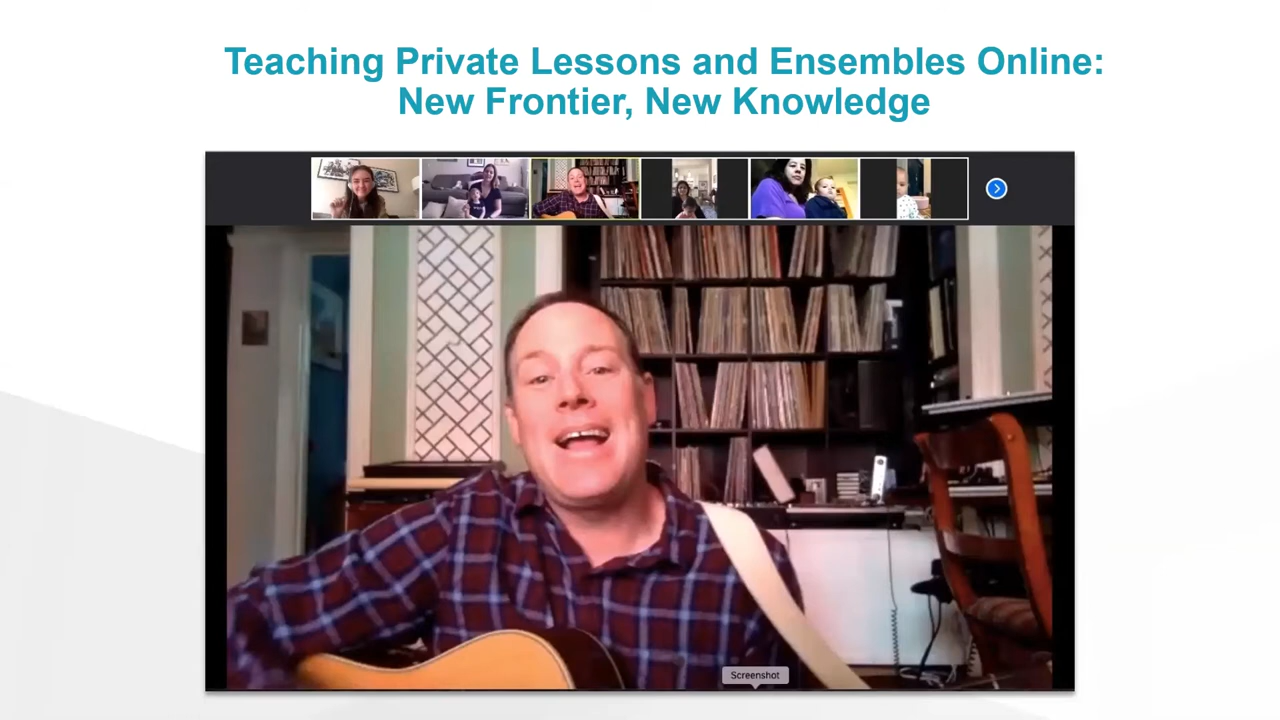 Teaching Private Lessons and Ensembles Online:
New Frontier, New Knowledge
Screenshot